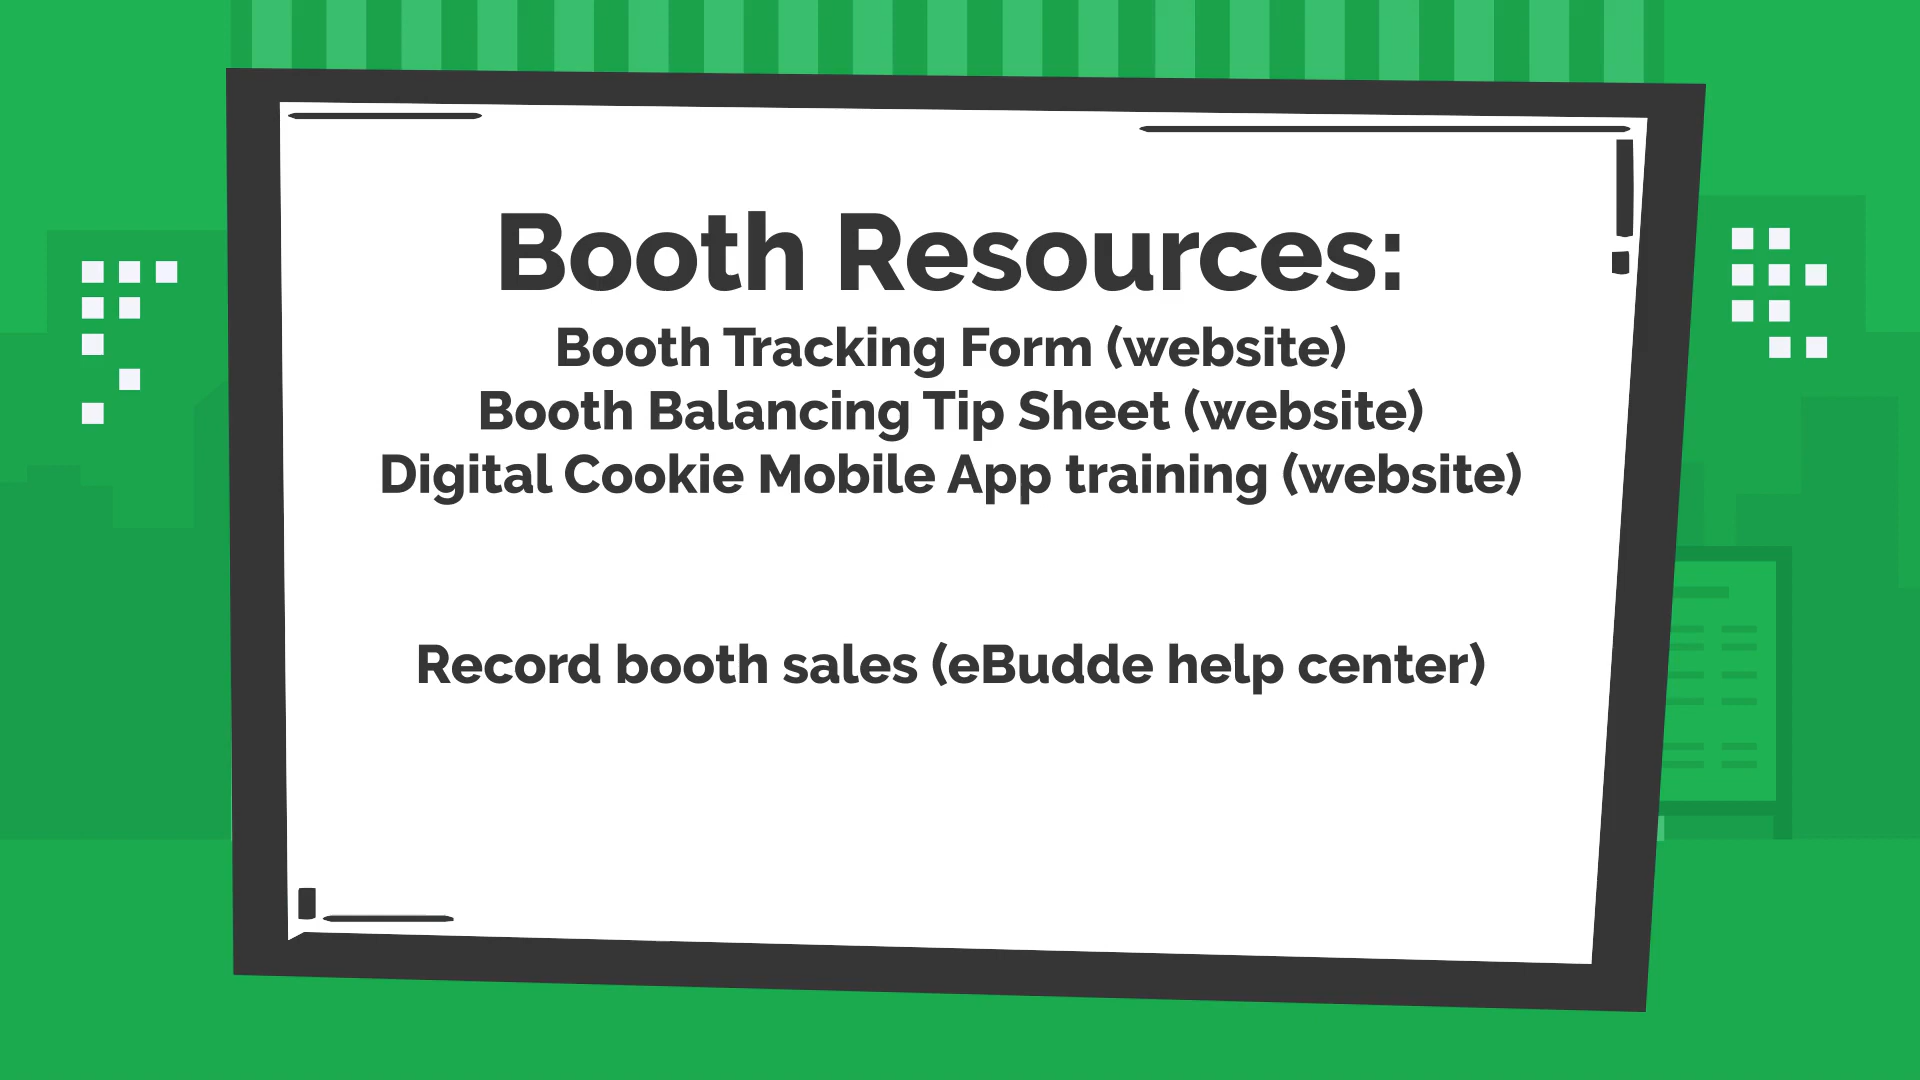 Booth Resources:
Booth Tracking Form (website)
Booth Balancing Tip Sheet (website)
Digital Cookie Mobile App training (website)
Record booth sales (eBudde help center)